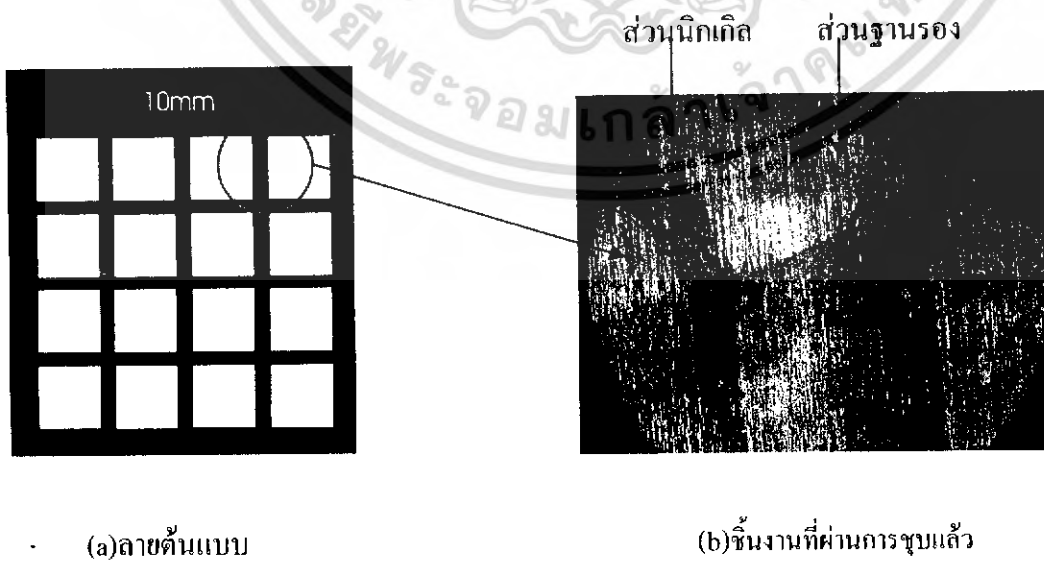 ส่วนนิกเกิล ส่วนฐานรอง
10mm
(a)ลายต้นแบบ
(b)ชิ้นงานที่ผ่านการชุบแล้ว